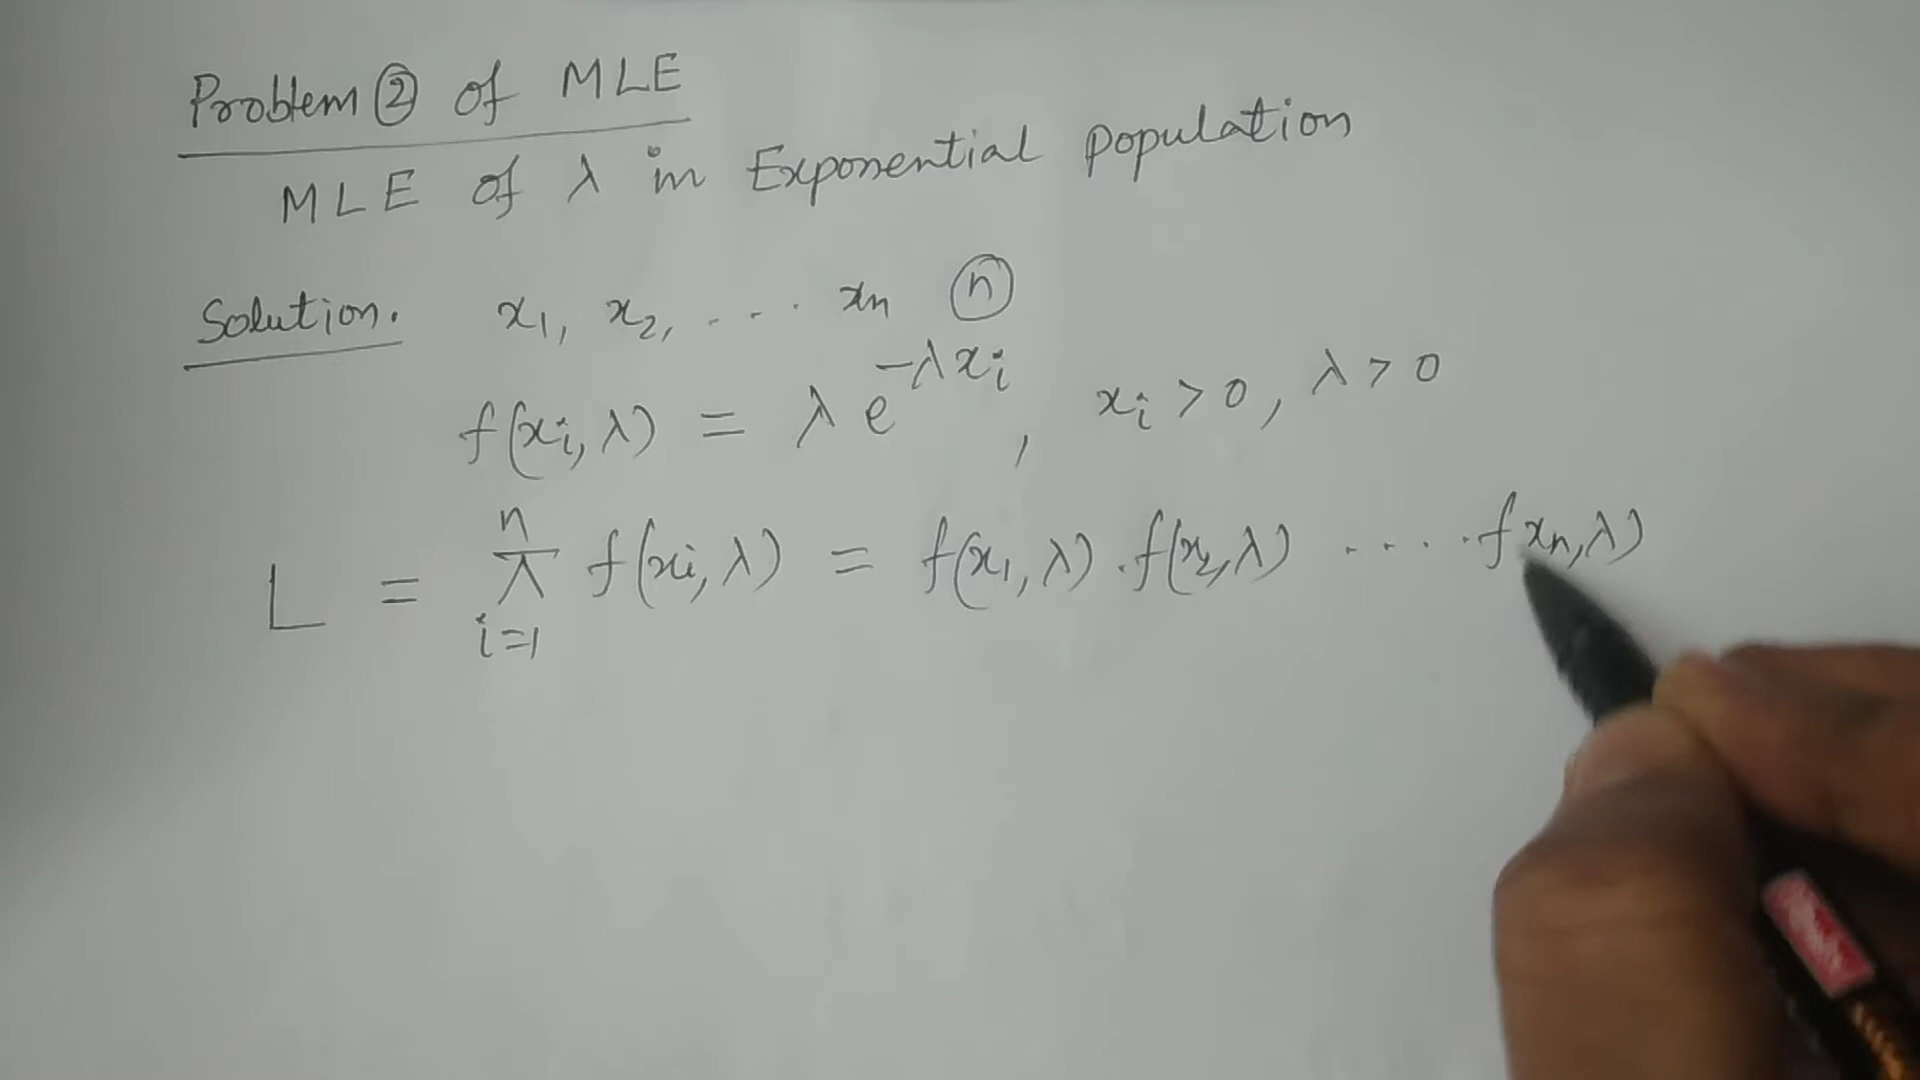 Problem ② of MLE
MLE of λ in Exponential population
Solution. x₁, x₂, ..... xₙ ⓝ
f(xᵢ, λ) = λ e^{-λxᵢ}, xᵢ > 0, λ > 0
L = π_{i=1}^{n} f(xᵢ, λ) = f(x₁, λ) . f(x₂, λ) ..... f xₙ, λ)